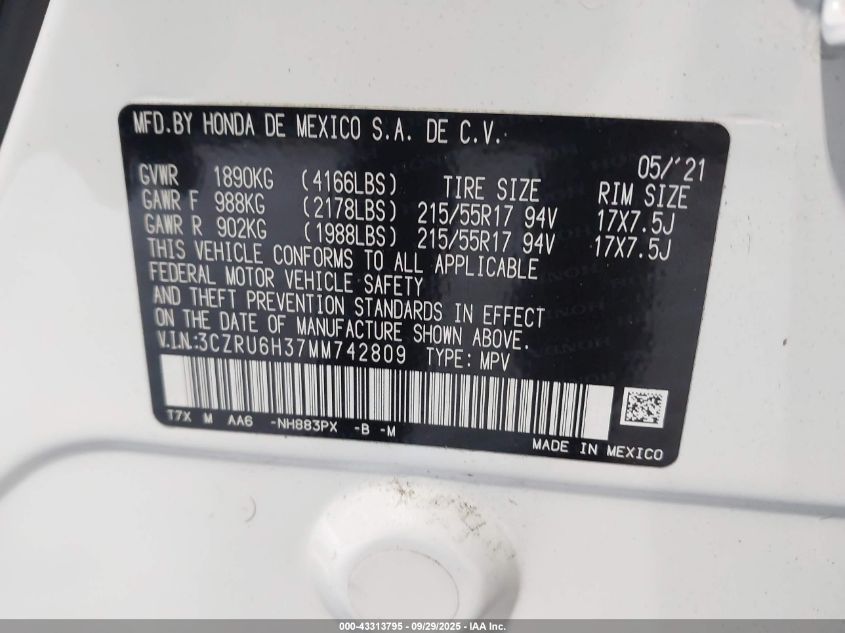 MFD.BY HONDA DE MEXICO S.A. DE C.V.
05/'21
GVWR 1890KG (4166LBS) TIRE SIZE RIM SIZE
GAWR F 988KG (2178LBS) 215/55R17 94V 17X7.5J
GAWR R 902KG (1988LBS) 215/55R17 94V 17X7.5J
THIS VEHICLE CONFORMS TO ALL APPLICABLE
FEDERAL MOTOR VEHICLE SAFETY
AND THEFT PREVENTION STANDARDS IN EFFECT
ON THE DATE OF MANUFACTURE SHOWN ABOVE.
V.I.N:3CZRU6H37MM742809 TYPE: MPV
T7X M AA6 -NH883PX -B -M
MADE IN MEXICO
000-43313795 - 09/29/2025 - IAA Inc.